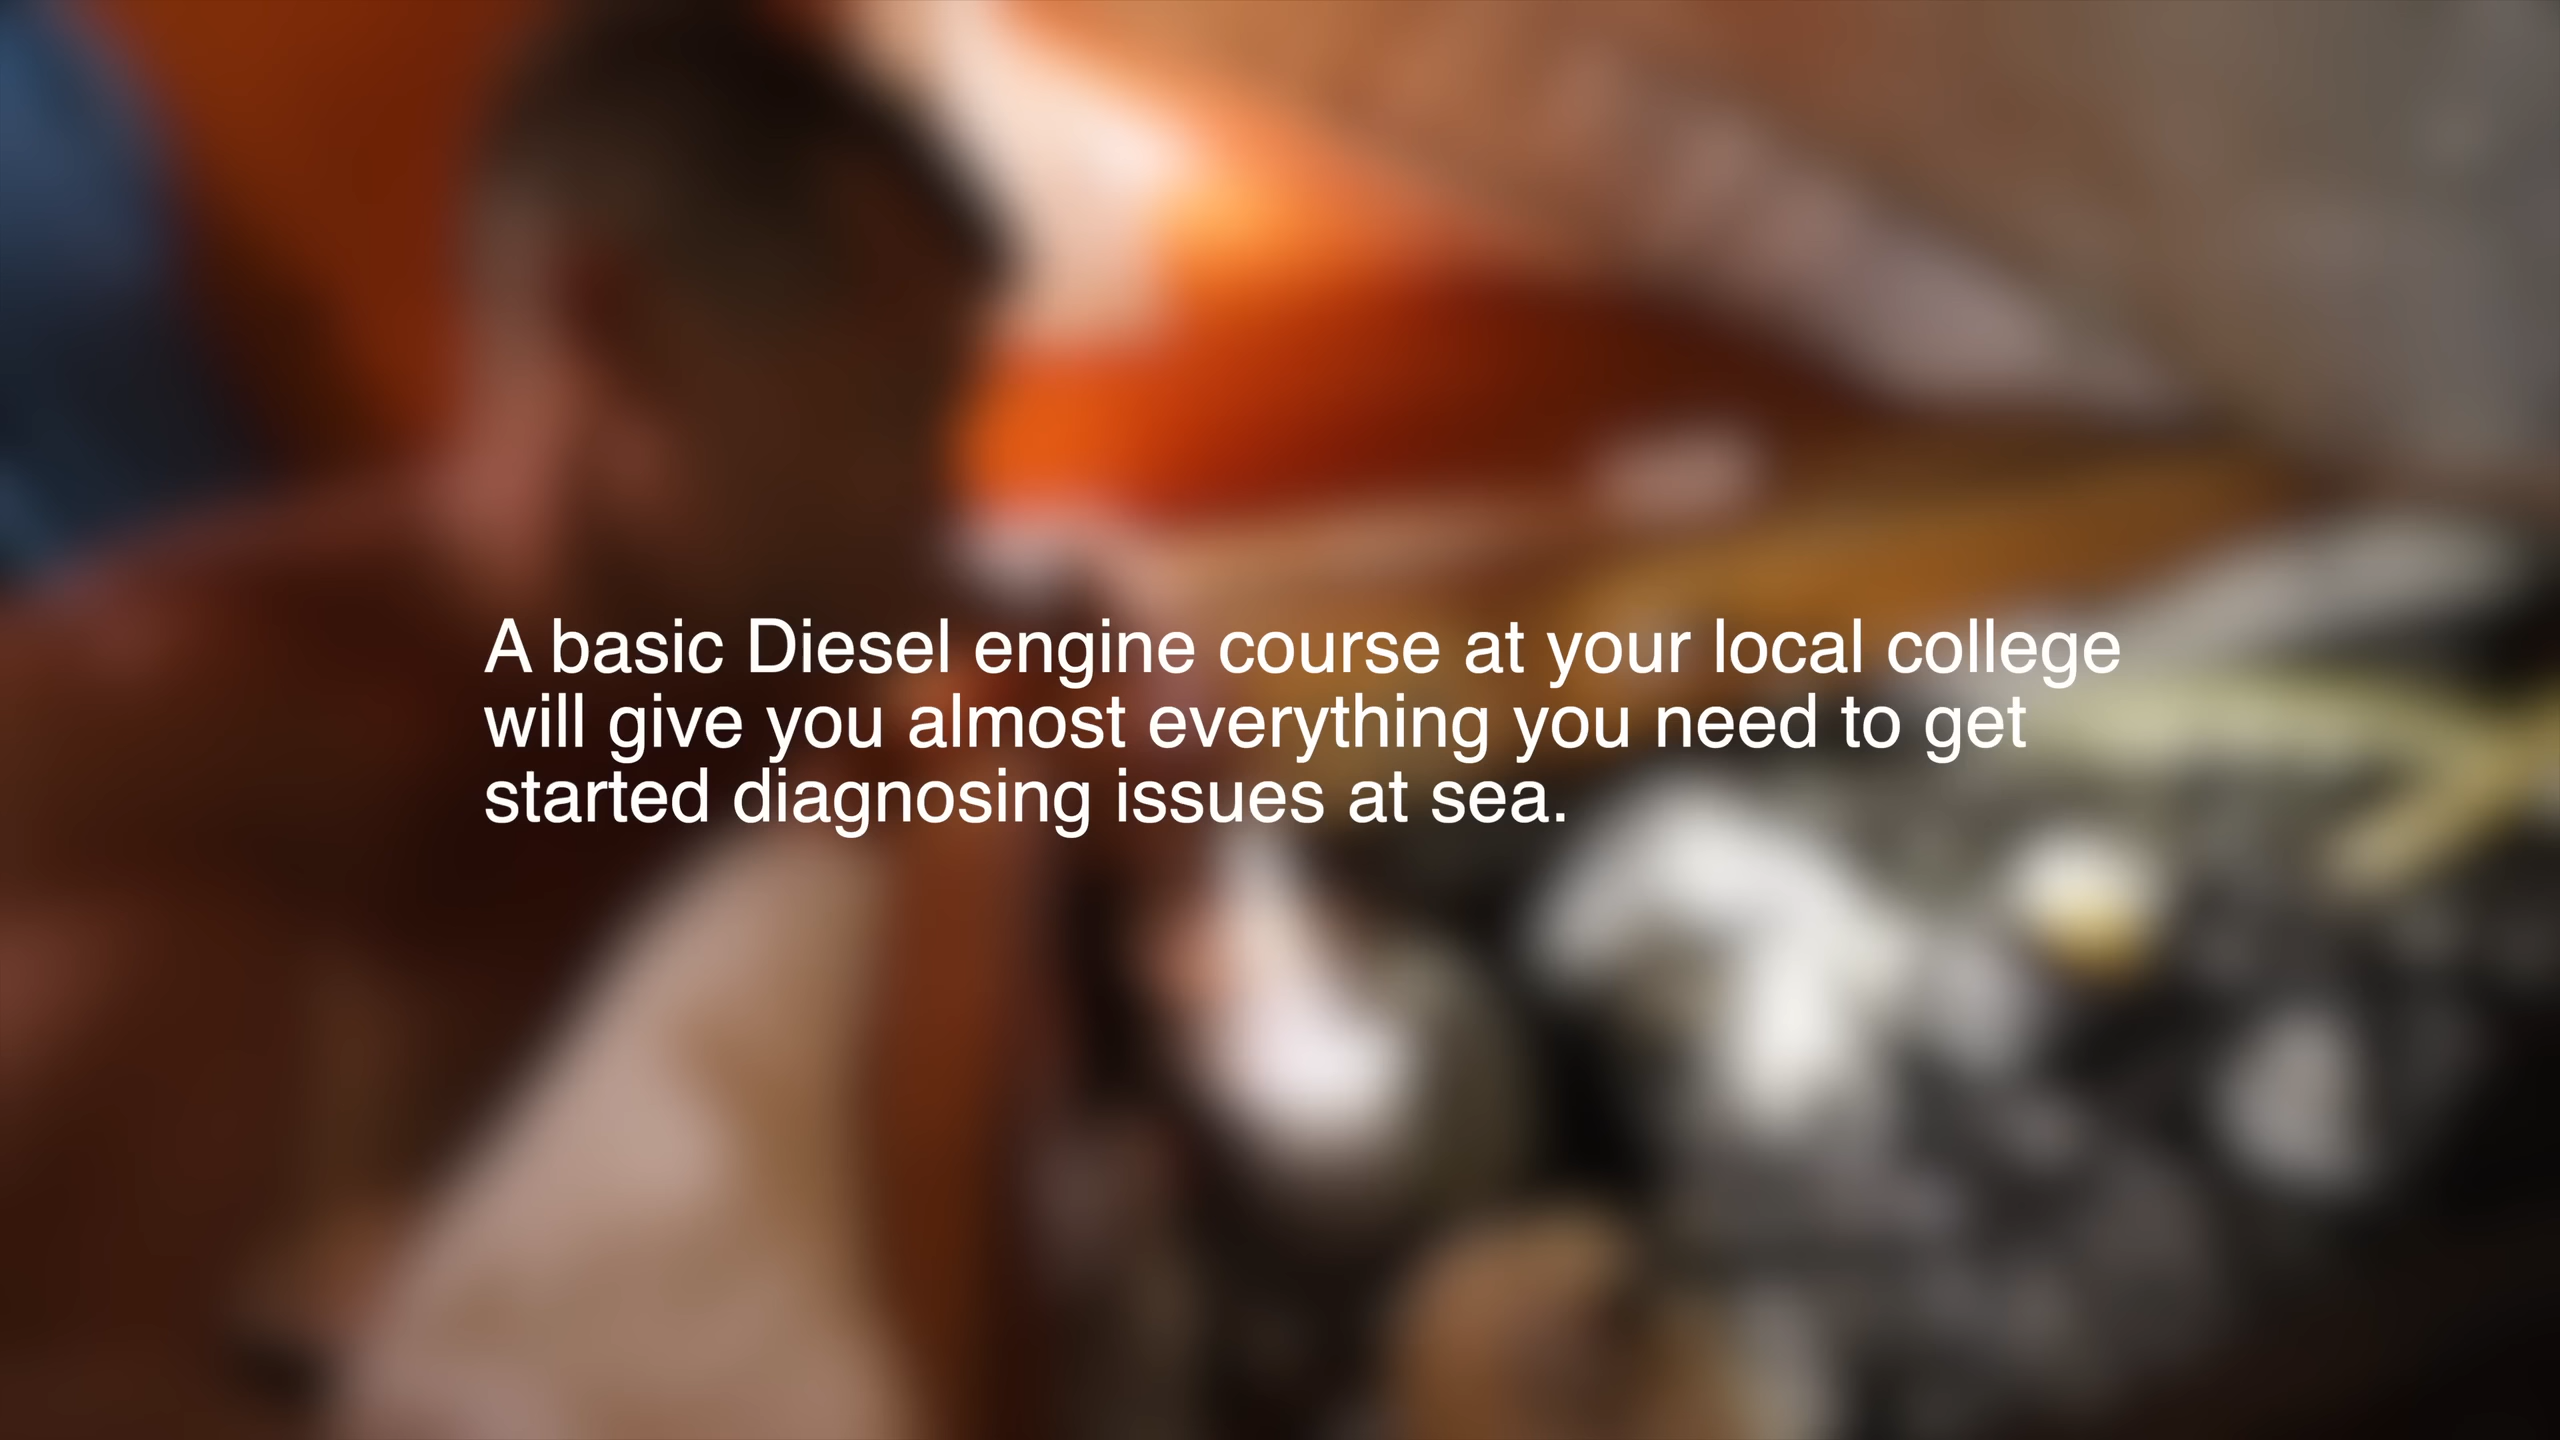 A basic Diesel engine course at your local college
will give you almost everything you need to get
started diagnosing issues at sea.